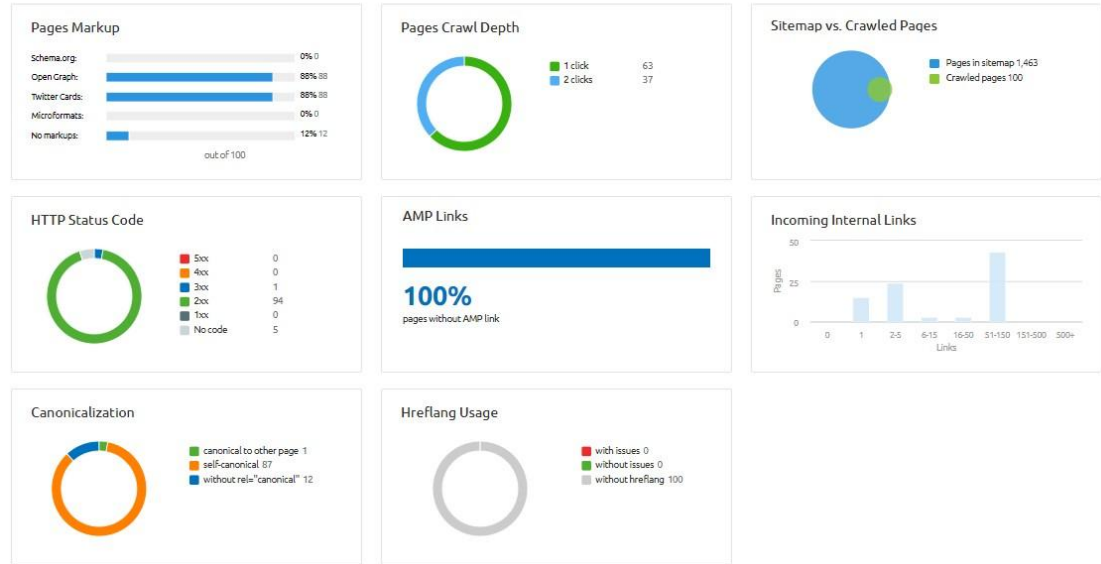 Pages Markup
Schema.org: 0% 0
Open Graph: 88% 88
Twitter Cards: 88% 88
Microformats: 0% 0
No markups: 12% 12
out of 100
Pages Crawl Depth
1 click 63
2 clicks 37
Sitemap vs. Crawled Pages
Pages in sitemap 1,463
Crawled pages 100
HTTP Status Code
5xx 0
4xx 0
3xx 1
2xx 94
1xx 0
No code 5
AMP Links
100%
pages without AMP link
Incoming Internal Links
50
25
0
Pages
0 1 2-5 6-15 16-50 51-150 151-500 500+
Links
Canonicalization
canonical to other page 1
self-canonical 87
without rel="canonical" 12
Hreflang Usage
with issues 0
without issues 0
without hreflang 100